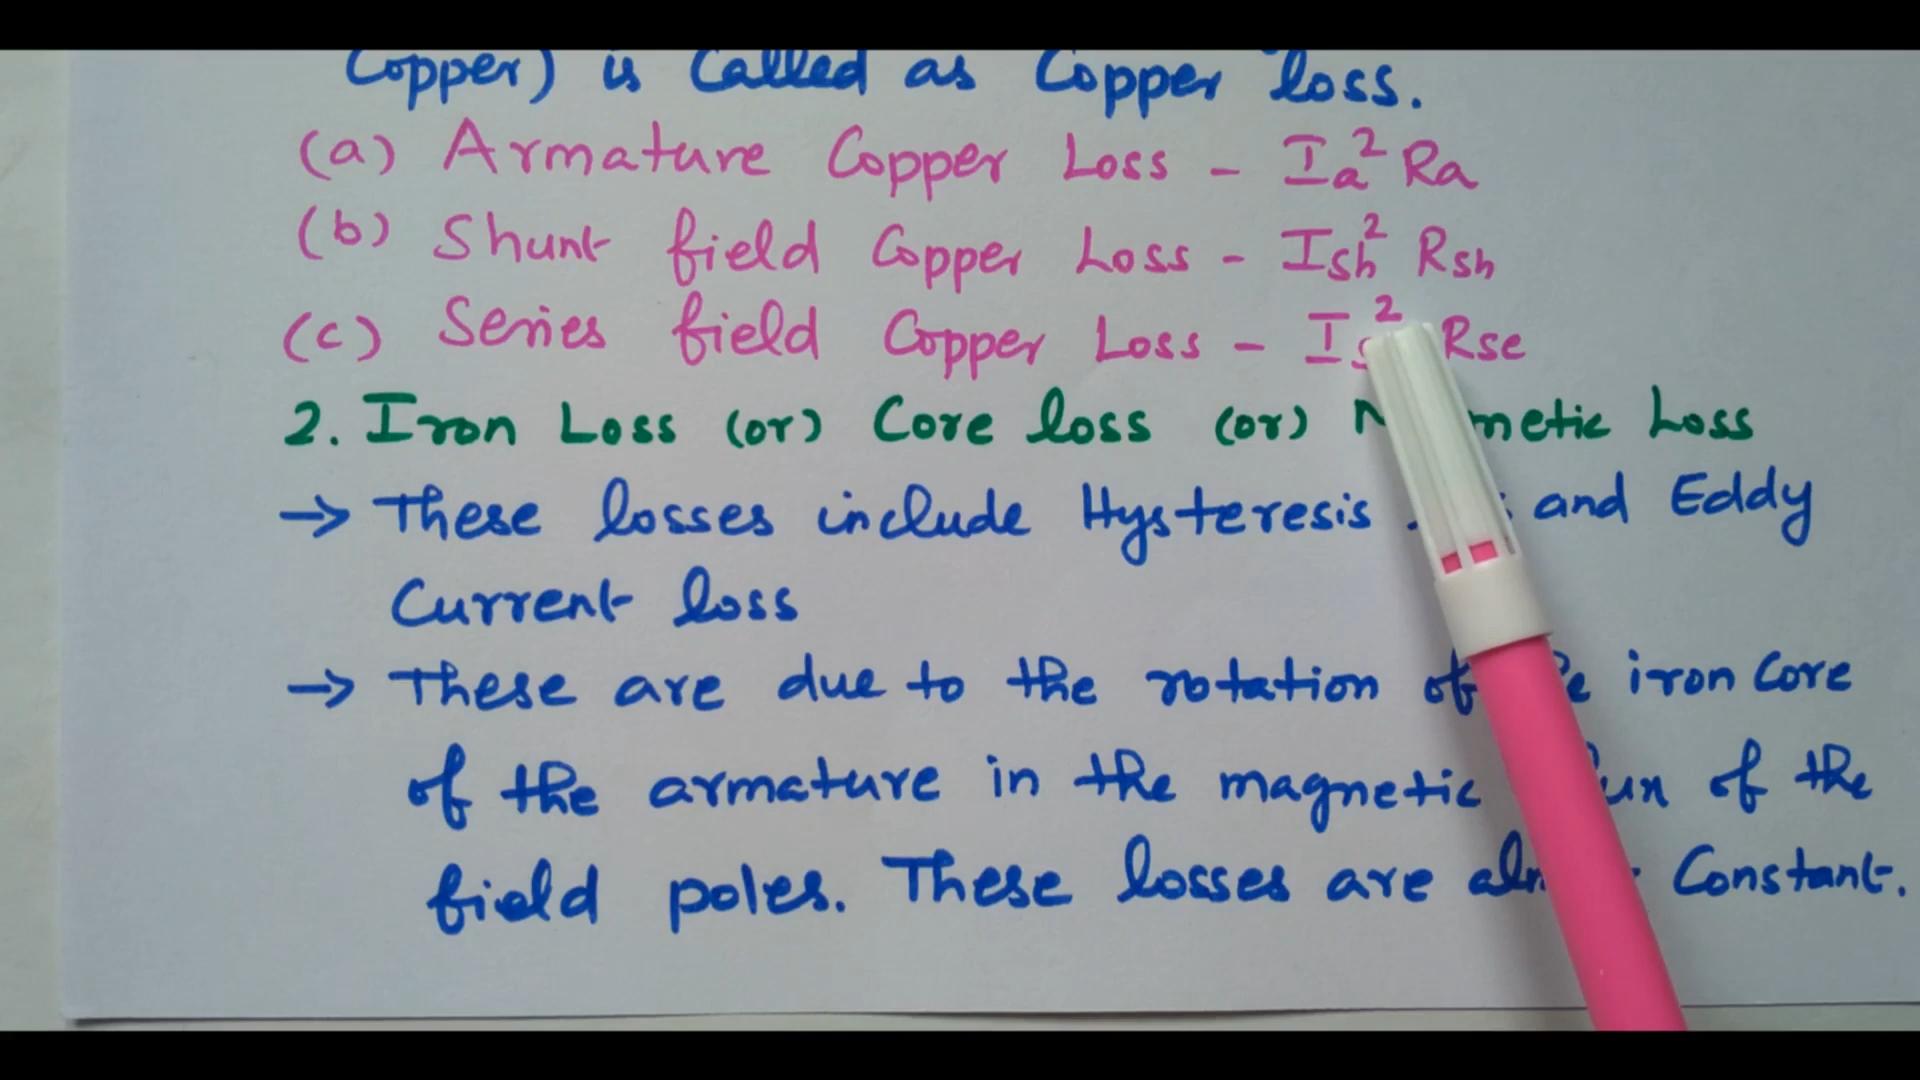 Copper) is Called as Copper loss.
(a) Armature Copper Loss - Ia² Ra
(b) Shunt field Copper Loss - Ish² Rsh
(c) Series field Copper Loss - Rse
2. Iron Loss (or) Core loss (or) Loss
→ These losses include Hysteresis and Eddy
Current loss
→ These are due to the rotation of iron Core
of the armature in the magnetic of the
field poles. These losses are Constant.